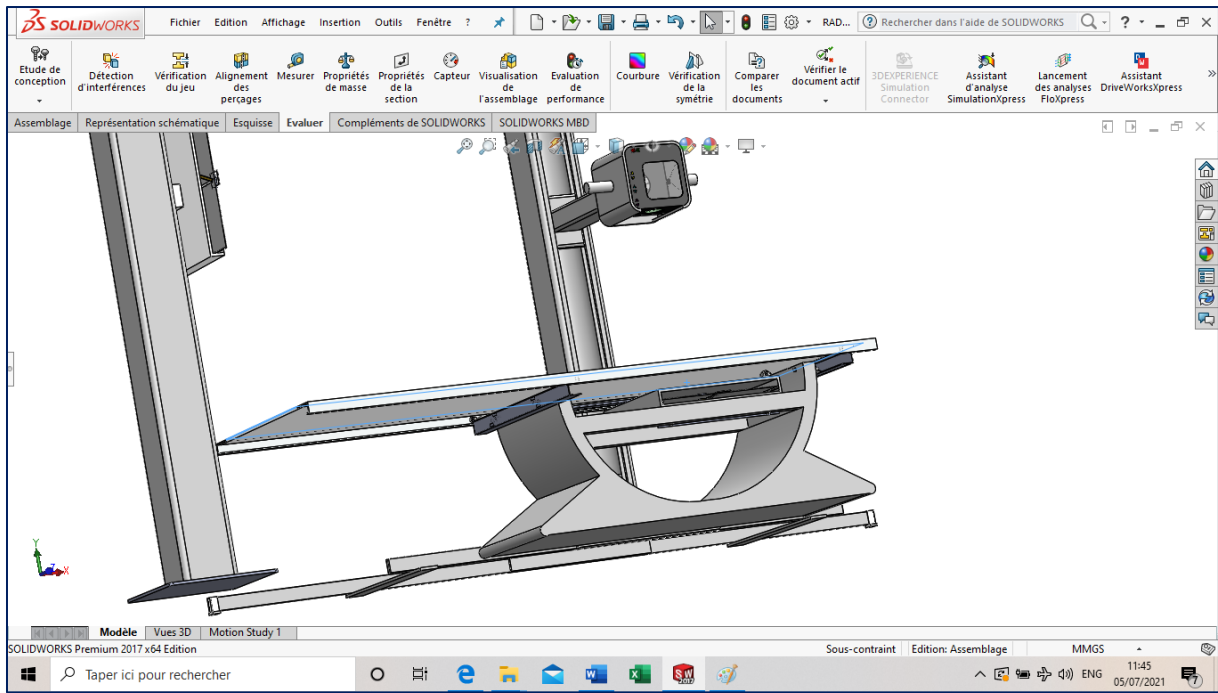 SOLIDWORKS Fichier Edition Affichage Insertion Outils Fenêtre ? RAD... Rechercher dans l'aide de SOLIDWORKS ?
Etude de conception
Détection d'interférences
Vérification du jeu
Alignement des perçages
Mesurer
Propriétés de masse
Propriétés de la section
Capteur
Visualisation de l'assemblage
Evaluation de performance
Courbure
Vérification de la symétrie
Comparer les documents
Vérifier le document actif
3DEXPERIENCE Simulation Connector
Assistant d'analyse SimulationXpress
Lancement des analyses FloXpress
Assistant DriveWorksXpress
»
Assemblage Représentation schématique Esquisse Evaluer Compléments de SOLIDWORKS SOLIDWORKS MBD
Y
Z X
Modèle Vues 3D Motion Study 1
SOLIDWORKS Premium 2017 x64 Edition Sous-contraint Edition: Assemblage MMGS
Taper ici pour rechercher ENG 11:45
05/07/2021